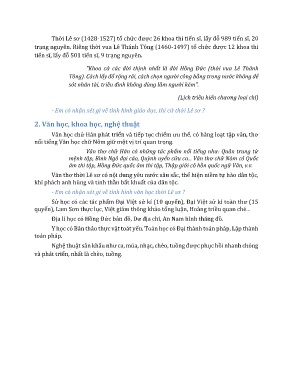 Thời Lê sơ (1428-1527) tổ chức được 26 khoa thi tiến sĩ, lấy đỗ 989 tiến sĩ, 20
trạng nguyên. Riêng thời vua Lê Thánh Tông (1460-1497) tổ chức được 12 khoa thi
tiến sĩ, lấy đỗ 501 tiến sĩ, 9 trạng nguyên.
"Khoa cử các đời thịnh nhất là đời Hồng Đức (thời vua Lê Thánh
Tông). Cách lấy đỗ rộng rãi, cách chọn người công bằng trong nước không để
sót nhân tài, triều đình không dùng lầm người kém".
(Lịch triều hiến chương loại chí)
- Em có nhận xét gì về tình hình giáo dục, thi cử thời Lê sơ ?
2. Văn học, khoa học, nghệ thuật
Văn học chữ Hán phát triển và tiếp tục chiếm ưu thế, có hàng loạt tập văn, thơ
nổi tiếng Văn học chữ Nôm giữ một vị trí quan trọng.
Văn thơ chữ Hán có những tác phẩm nổi tiếng như: Quân trung từ
mệnh tập, Bình Ngô đại cáo, Quỳnh uyển cửu ca... Văn thơ chữ Nôm có Quốc
âm thi tập, Hồng Đức quốc âm thi tập, Thập giới cô hồn quốc ngữ Văn, v.v
Văn thơ thời Lê sơ có nội dung yêu nước sâu sắc, thể hiện niềm tự hào dân tộc,
khí phách anh hùng và tinh thần bất khuất của dân tộc.
- Em có nhận xét gì về tình hình văn học thời Lê sơ ?
Sử học có các tác phẩm Đại Việt sử kí (10 quyển), Đại Việt sử kí toàn thư (15
quyển), Lam Sơn thực lục, Việt giám thông khảo tổng luận, Hoàng triều quan chế...
Địa lí học có Hồng Đức bản đồ, Dư địa chí, An Nam hình thăng đồ.
Y học có Bản thảo thực vật toát yếu. Toán học có Đại thành toán pháp, Lập thành
toán pháp.
Nghệ thuật sân khấu như ca, múa, nhạc, chèo, tuồng được phục hồi nhanh chóng
và phát triển, nhất là chèo, tuồng.